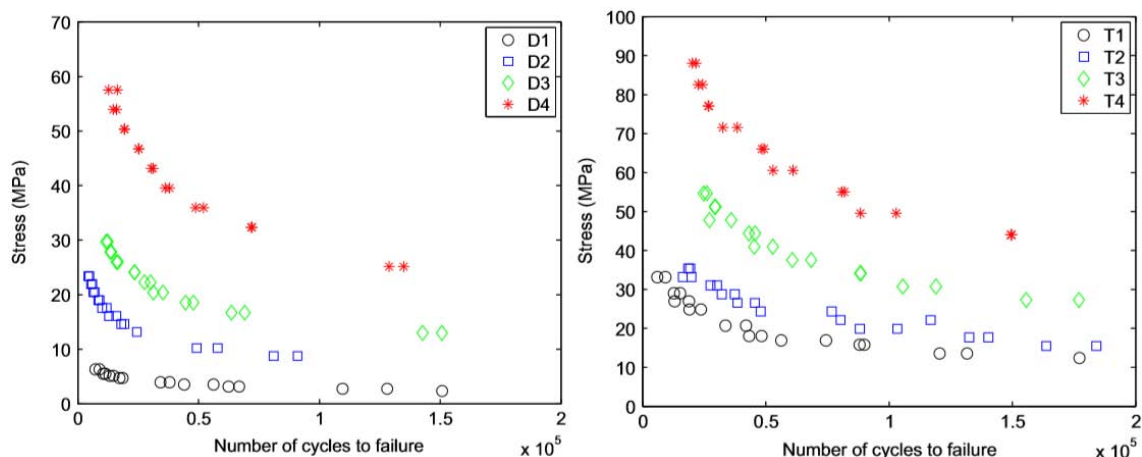 70
60
50
40
30
20
10
0
Stress (MPa)
D1
D2
D3
D4
0
0.5
1
1.5
2
x 10^5
Number of cycles to failure
100
90
80
70
60
50
40
30
20
10
0
Stress (MPa)
T1
T2
T3
T4
0
0.5
1
1.5
2
x 10^5
Number of cycles to failure